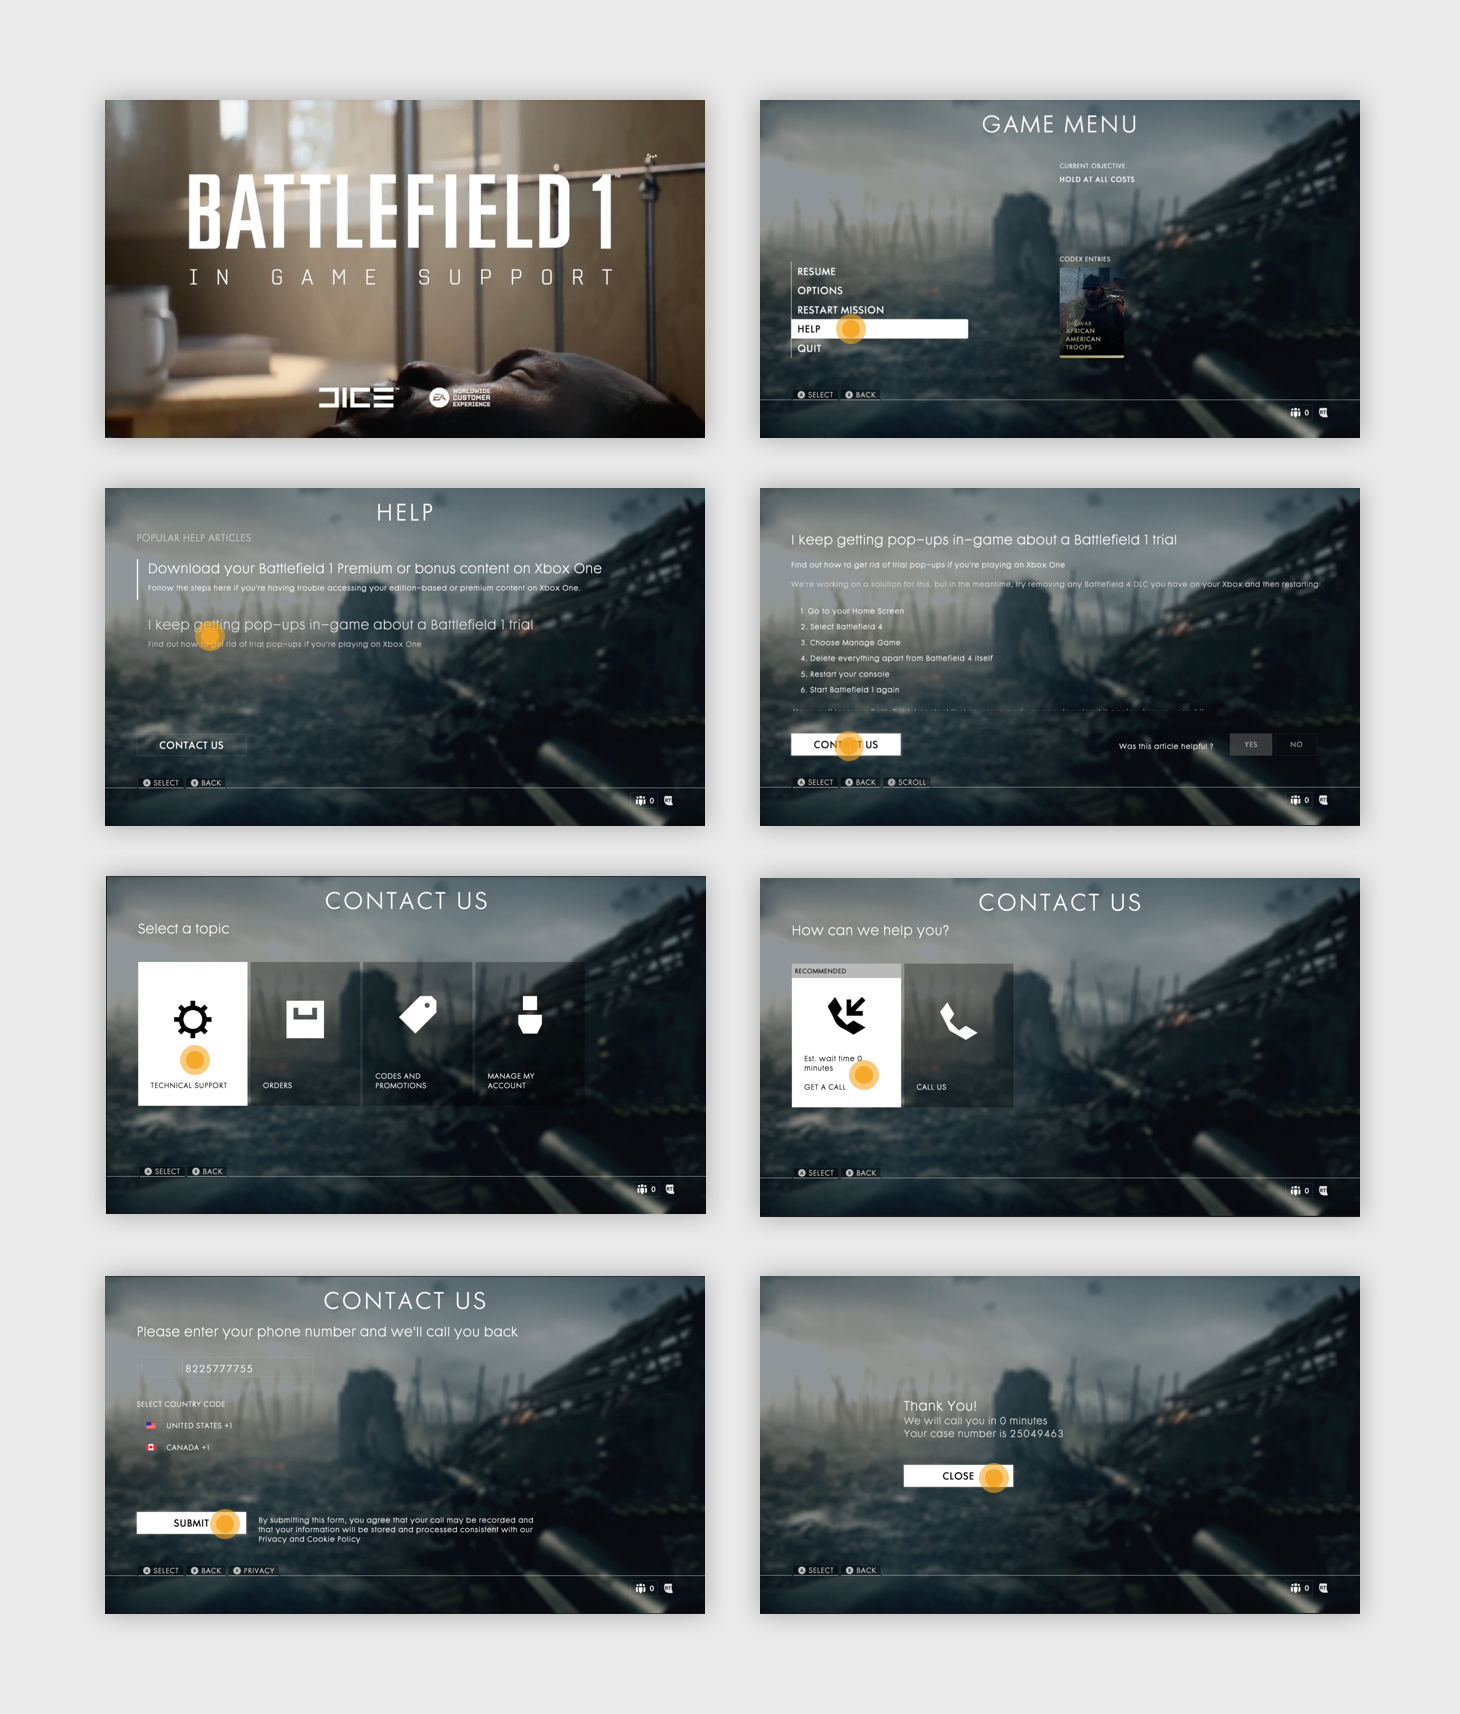 BATTLEFIELD 1™
IN GAME SUPPORT
DICE™
EA
WORLDWIDE
CUSTOMER
EXPERIENCE
GAME MENU
CURRENT OBJECTIVE
HOLD AT ALL COSTS
RESUME
OPTIONS
RESTART MISSION
HELP
QUIT
CODEX ENTRIES
THE WAR
AFRICAN
AMERICAN
TROOPS
A SELECT B BACK
0 RT
HELP
POPULAR HELP ARTICLES
Download your Battlefield 1 Premium or bonus content on Xbox One
Follow the steps here if you're having trouble accessing your edition-based or premium content on Xbox One.
I keep getting pop-ups in-game about a Battlefield 1 trial
Find out how to get rid of trial pop-ups if you're playing on Xbox One
CONTACT US
A SELECT B BACK
0 RT
I keep getting pop-ups in-game about a Battlefield 1 trial
Find out how to get rid of trial pop-ups if you're playing on Xbox One
We're working on a solution for this, but in the meantime, try removing any Battlefield 4 DLC you have on your Xbox and then restarting:
1. Go to your Home Screen
2. Select Battlefield 4
3. Choose Manage Game
4. Delete everything apart from Battlefield 4 itself
5. Restart your console
6. Start Battlefield 1 again
CONTACT US
Was this article helpful ? YES NO
A SELECT B BACK SCROLL
0 RT
CONTACT US
Select a topic
TECHNICAL SUPPORT
ORDERS
CODES AND
PROMOTIONS
MANAGE MY
ACCOUNT
A SELECT B BACK
0 RT
CONTACT US
How can we help you?
RECOMMENDED
Est. wait time 0
minutes
GET A CALL
CALL US
A SELECT B BACK
0 RT
CONTACT US
Please enter your phone number and we'll call you back
8225777755
SELECT COUNTRY CODE
UNITED STATES +1
CANADA +1
SUBMIT
By submitting this form, you agree that your call may be recorded and
that your information will be stored and processed consistent with our
Privacy and Cookie Policy
A SELECT B BACK PRIVACY
0 RT
Thank You!
We will call you in 0 minutes
Your case number is 25049463
CLOSE
A SELECT B BACK
0 RT